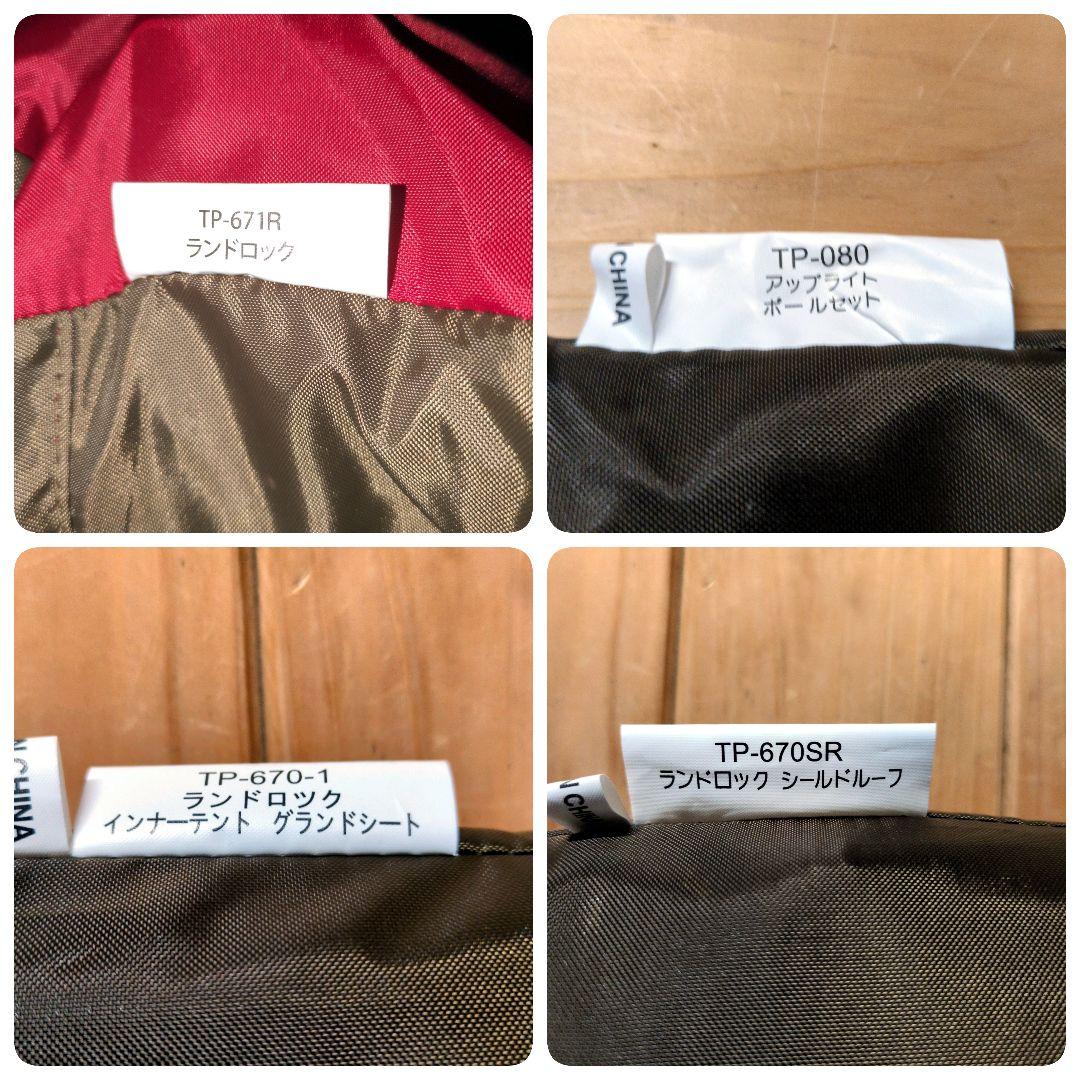 TP-671R
ランドロック
N CHINA
TP-080
アップライト
ポールセット
N CHINA
TP-670-1
ランドロック
インナーテント グランドシート
N CHINA
TP-670SR
ランドロック シールドルーフ